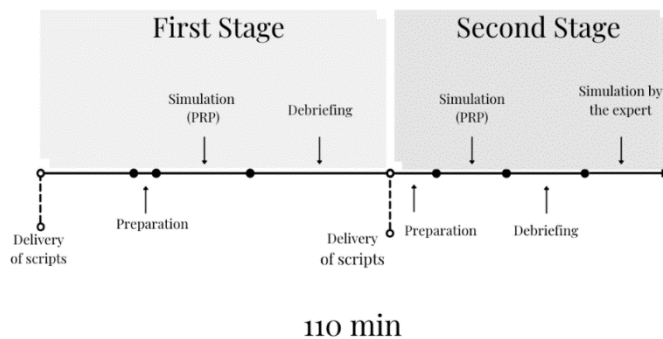 First Stage
Second Stage
Simulation
(PRP)
Debriefing
Simulation
(PRP)
Simulation by
the expert
Preparation
Preparation
Debriefing
Delivery
of scripts
Delivery
of scripts
110 min